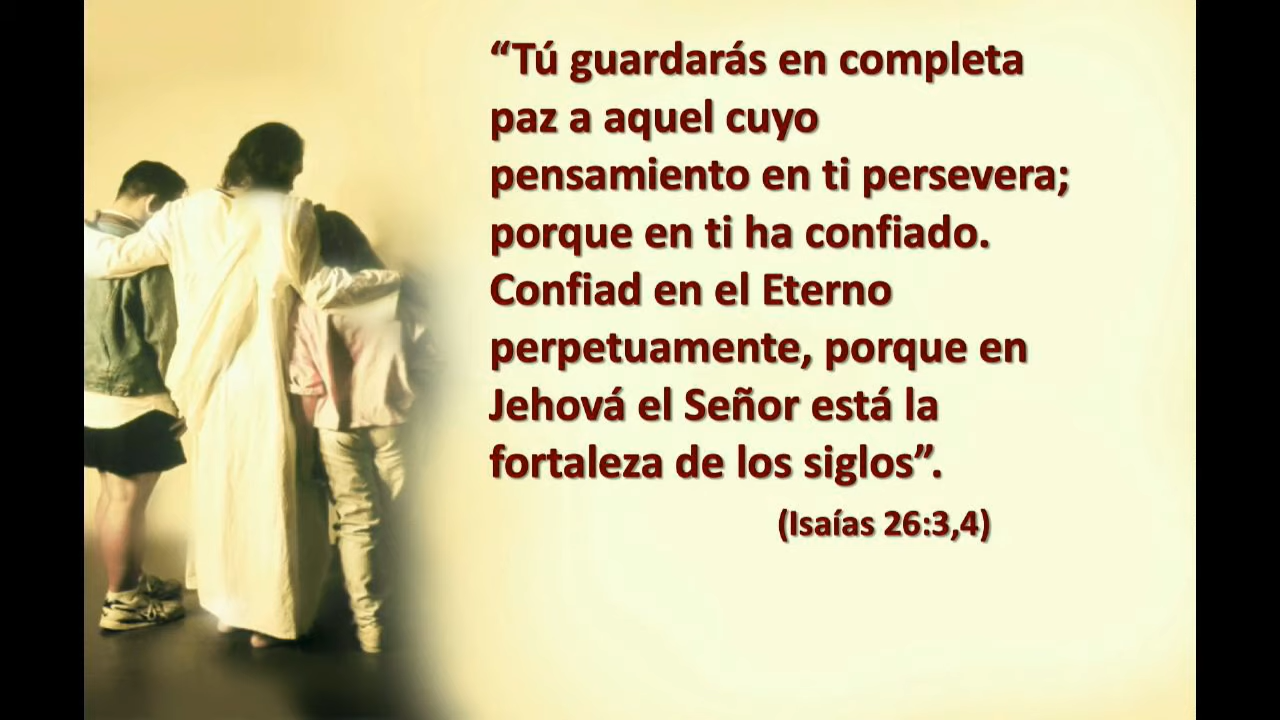 “Tú guardarás en completa
paz a aquel cuyo
pensamiento en ti persevera;
porque en ti ha confiado.
Confiad en el Eterno
perpetuamente, porque en
Jehová el Señor está la
fortaleza de los siglos”.
(Isaías 26:3,4)